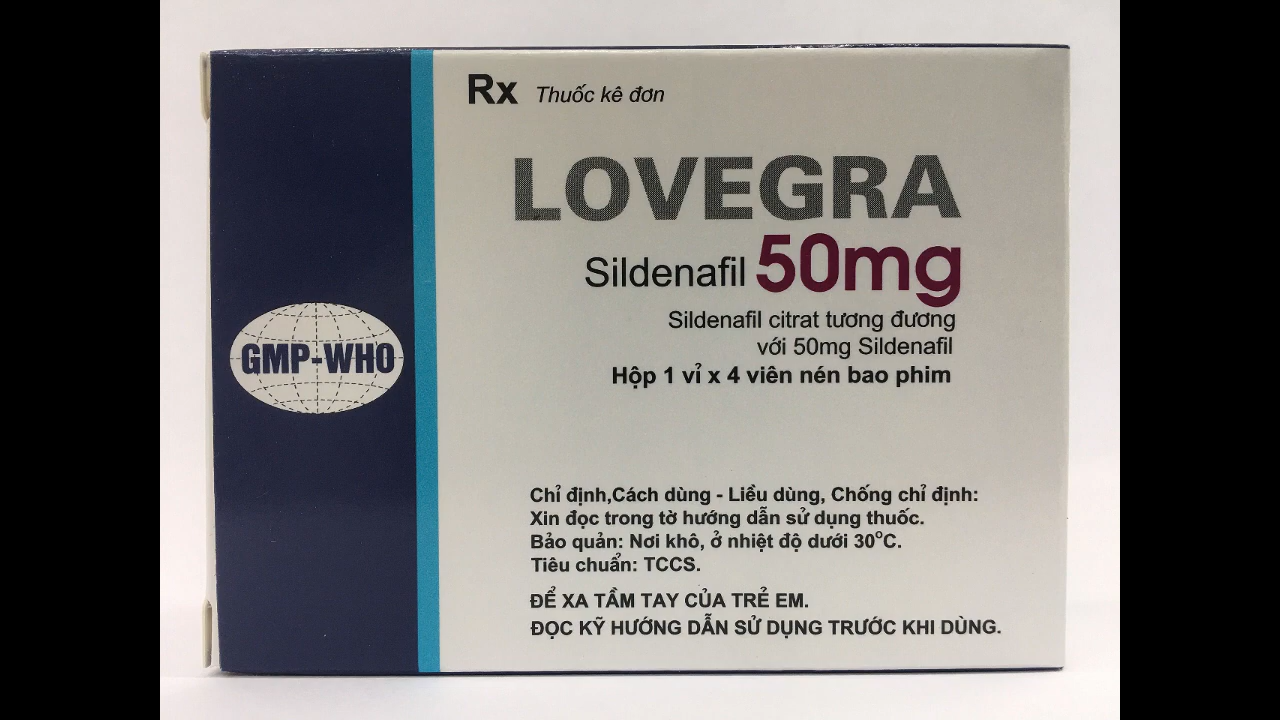 Rx Thuốc kê đơn
LOVEGRA
Sildenafil 50mg
Sildenafil citrat tương đương
với 50mg Sildenafil
Hộp 1 vỉ x 4 viên nén bao phim
GMP-WHO
Chỉ định,Cách dùng - Liều dùng, Chống chỉ định:
Xin đọc trong tờ hướng dẫn sử dụng thuốc.
Bảo quản: Nơi khô, ở nhiệt độ dưới 30°C.
Tiêu chuẩn: TCCS.
ĐỂ XA TẦM TAY CỦA TRẺ EM.
ĐỌC KỸ HƯỚNG DẪN SỬ DỤNG TRƯỚC KHI DÙNG.